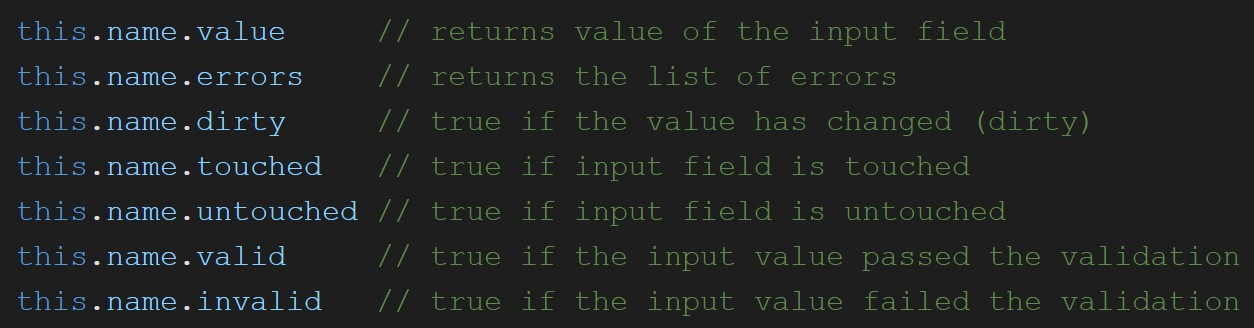 this.name.value     // returns value of the input field
this.name.errors    // returns the list of errors
this.name.dirty     // true if the value has changed (dirty)
this.name.touched   // true if input field is touched
this.name.untouched // true if input field is untouched
this.name.valid     // true if the input value passed the validation
this.name.invalid   // true if the input value failed the validation